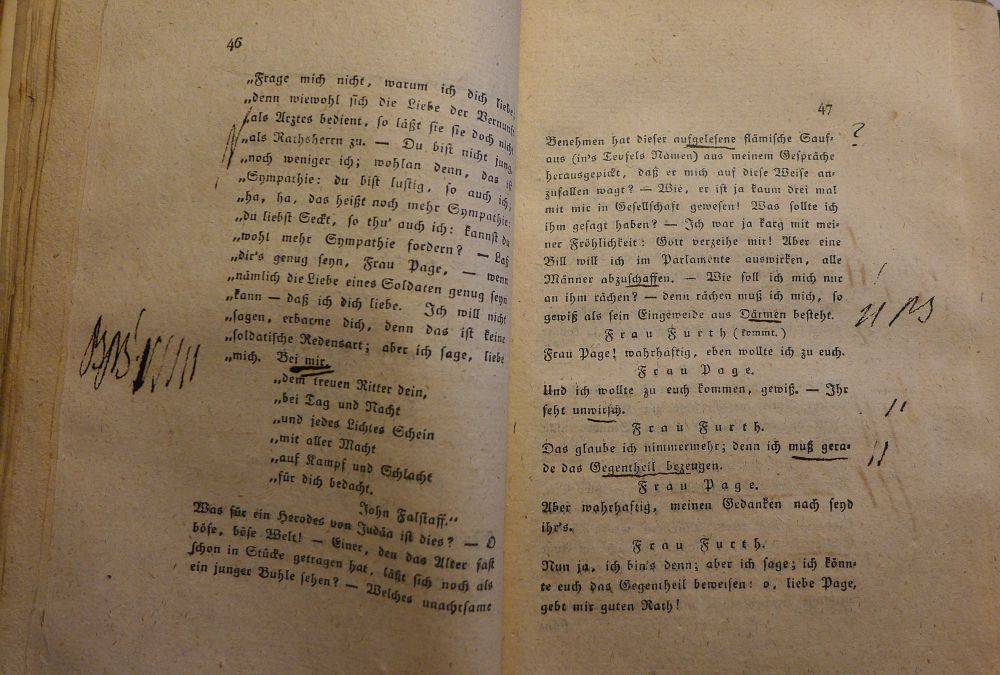 46
„Frage mich nicht, warum ich dich liebe;
„denn wiewohl sich die Liebe der Vernunft
„als Arztes bedient, so läßt sie sie doch nicht
„als Rathsherrn zu. — Du bist nicht jung,
„noch weniger ich; wohlan denn, das ist
„Sympathie: du bist lustig, so auch ich;
„ha, ha, das heißt noch mehr Sympathie:
„du liebst Seckt, so thu' auch ich: kannst du
„wohl mehr Sympathie fordern? — Laß
„dir's genug seyn, Frau Page, — wenn
„nämlich die Liebe eines Soldaten genug seyn
„kann — daß ich dich liebe. Ich will nicht
„sagen, erbarme dich, denn das ist keine
„soldatische Redensart; aber ich sage, liebe
„mich. Bei mir,
„dem treuen Ritter dein,
„bei Tag und Nacht
„und jedes Lichtes Schein
„mit aller Macht
„auf Kampf und Schlacht
„für dich bedacht.
John Falstaff.“
Was für ein Herodes von Judäa ist dies? — O
böse, böse Welt! — Einer, den das Alter fast
schon in Stücke getragen hat, läßt sich noch als
ein junger Buhle sehen? — Welches unachtsame
47
Benehmen hat dieser aufgelesene flämische Sauf-
aus (in's Teufels Namen) aus meinem Gespräche
herausgepickt, daß er mich auf diese Weise an-
zufallen wagt? — Wie, er ist ja kaum drei mal
mit mir in Gesellschaft gewesen! Was sollte ich
ihm gesagt haben? — Ich war ja karg mit mei-
ner Fröhlichkeit: Gott verzeihe mir! Aber eine
Bill will ich im Parlamente auswirken, alle
Männer abzuschaffen. — Wie soll ich mich nur
an ihm rächen? — denn rächen muß ich mich, so
gewiß als sein Eingeweide aus Därmen besteht.
Frau Furth (kommt.)
Frau Page! wahrhaftig, eben wollte ich zu euch.
Frau Page.
Und ich wollte zu euch kommen, gewiß. — Ihr
seht unwirsch.
Frau Furth.
Das glaube ich nimmermehr; denn ich muß gera-
de das Gegentheil bezeugen.
Frau Page.
Aber wahrhaftig, meinen Gedanken nach seyd
ihr's.
Frau Furth.
Nun ja, ich bin's denn; aber ich sage; ich könn-
te euch das Gegentheil beweisen: o, liebe Page,
gebt mir guten Rath!
?
!